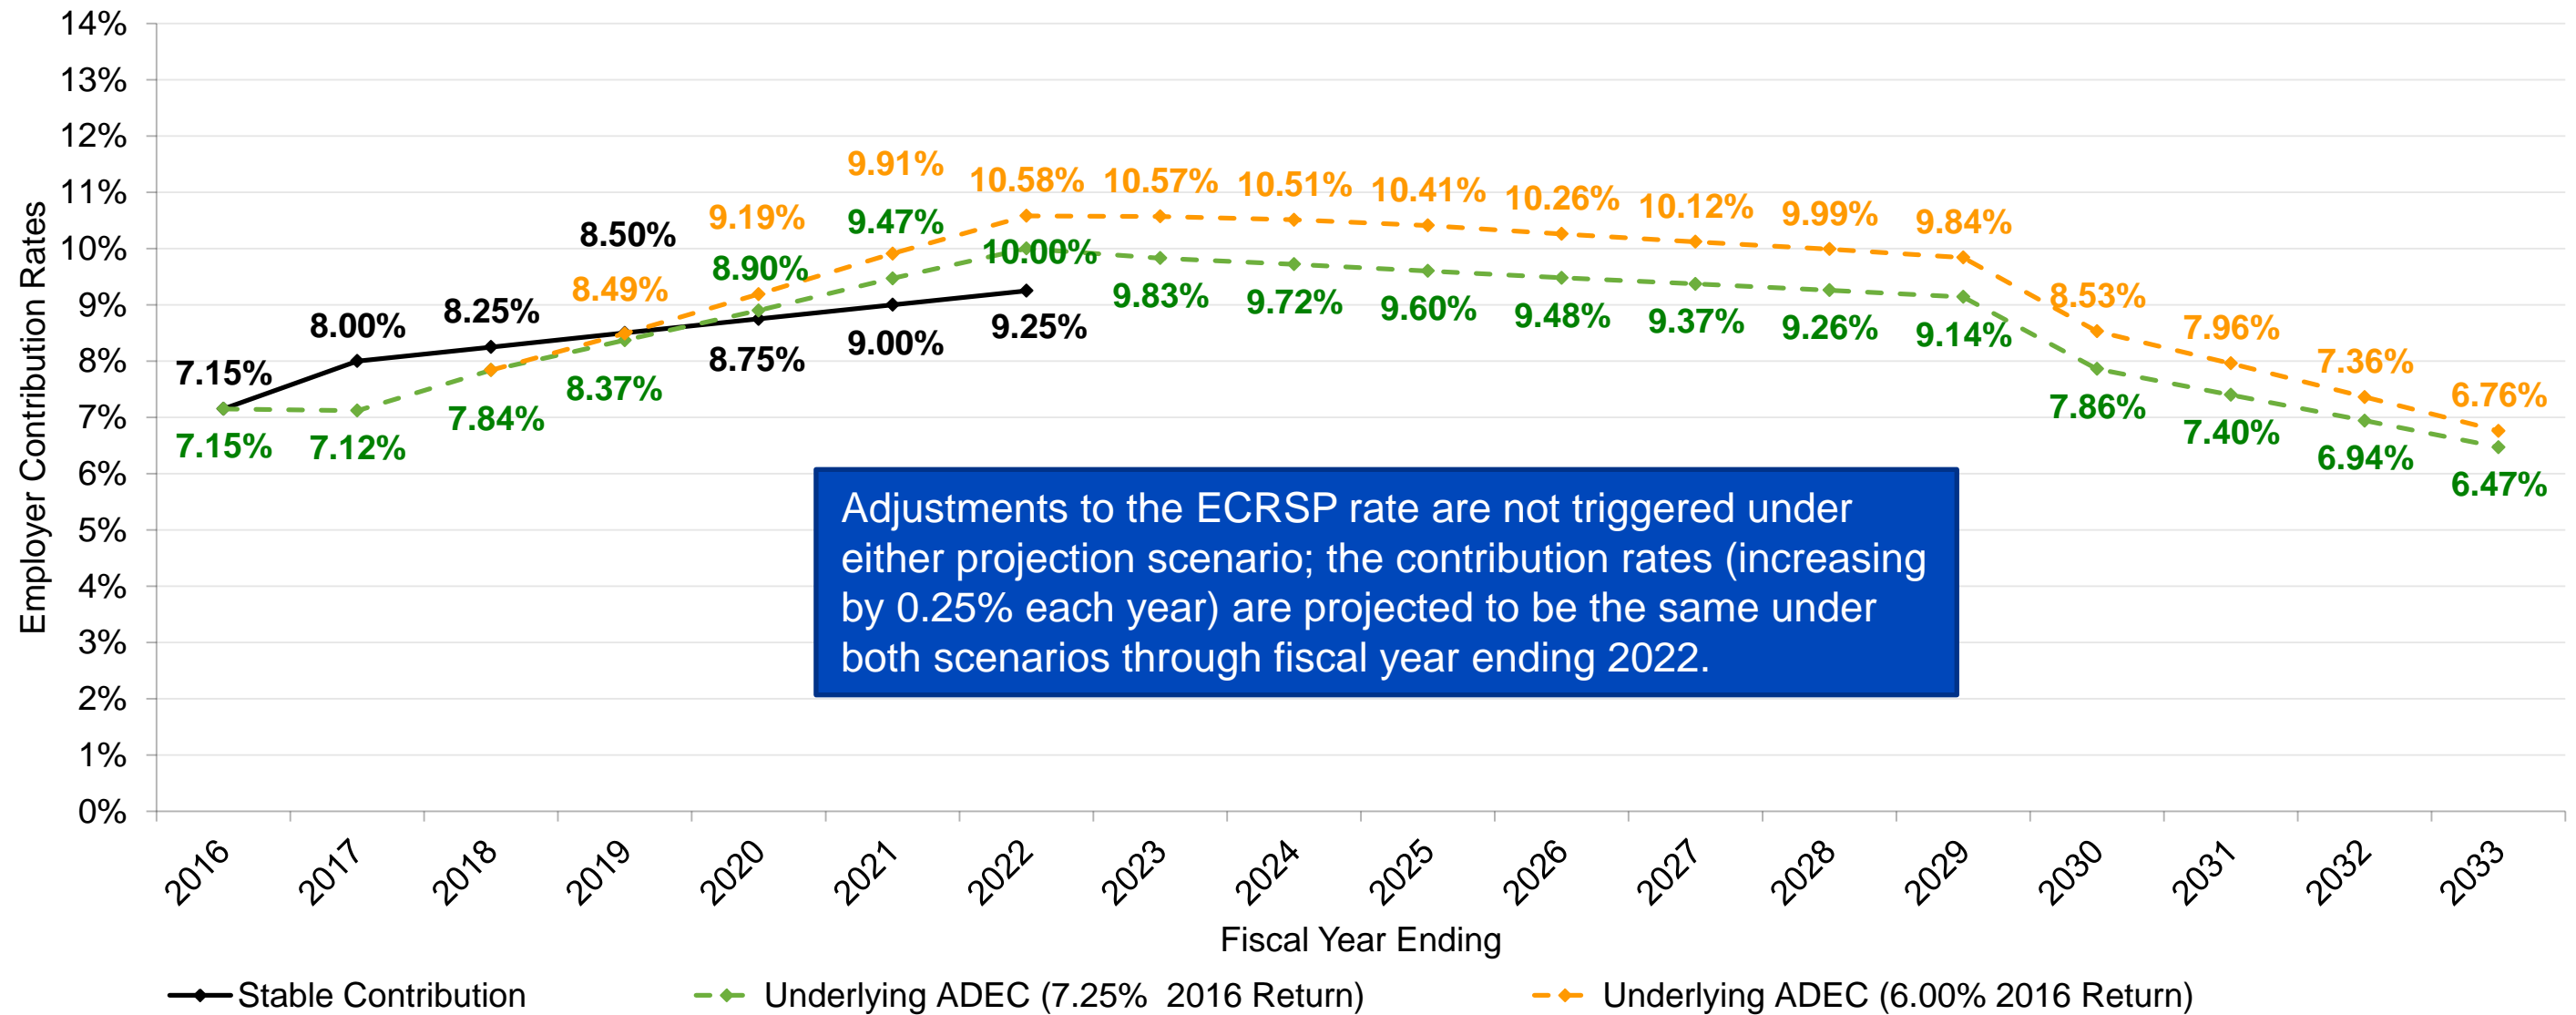 Employer Contribution Rates
14%
13%
12%
11%
10%
9%
8%
7%
6%
5%
4%
3%
2%
1%
0%
9.91%
10.58% 10.57% 10.51% 10.41% 10.26% 10.12% 9.99% 9.84%
8.50% 9.19% 9.47%
8.49% 8.90% 10.00%
7.15% 8.00% 8.25%
8.75% 9.00% 9.25%
9.83% 9.72% 9.60% 9.48% 9.37% 9.26% 9.14%
8.53% 7.96% 7.36% 6.76%
7.15% 7.12% 7.84% 8.37%
7.86% 7.40% 6.94% 6.47%
Adjustments to the ECRSP rate are not triggered under
either projection scenario; the contribution rates (increasing
by 0.25% each year) are projected to be the same under
both scenarios through fiscal year ending 2022.
2016 2017 2018 2019 2020 2021 2022 2023 2024 2025 2026 2027 2028 2029 2030 2031 2032 2033
Fiscal Year Ending
Stable Contribution
Underlying ADEC (7.25% 2016 Return)
Underlying ADEC (6.00% 2016 Return)